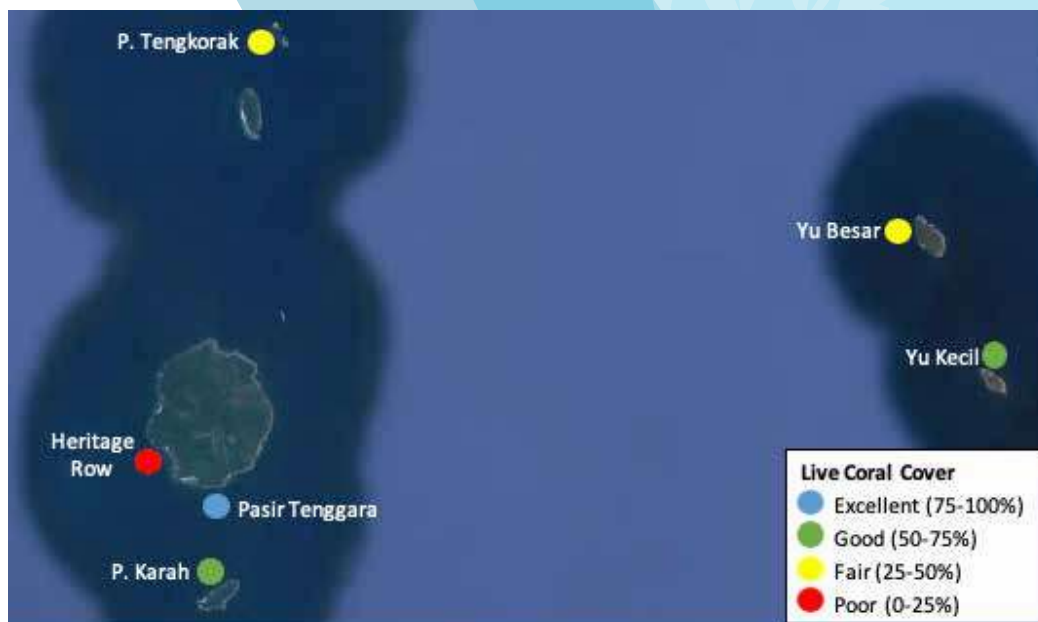 P. Tengkorak
Yu Besar
Yu Kecil
Heritage
Row
Pasir Tenggara
P. Karah
Live Coral Cover
Excellent (75-100%)
Good (50-75%)
Fair (25-50%)
Poor (0-25%)